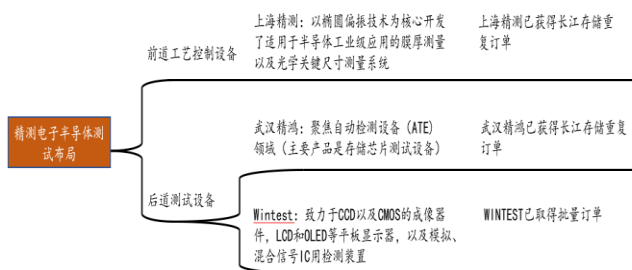 精测电子半导体测
试布局
前道工艺控制设备
上海精测：以椭圆偏振技术为核心开发
了适用于半导体工业级应用的膜厚测量
以及光学关键尺寸测量系统
上海精测已获得长江存储重
复订单
后道测试设备
武汉精鸿：聚焦自动检测设备（ATE）
领域（主要产品是存储芯片测试设备）
武汉精鸿已获得长江存储重复
订单
Wintest：致力于CCD以及CMOS的成像器
件，LCD和OLED等平板显示器，以及模拟、
混合信号IC用检测装置
WINTEST已取得批量订单